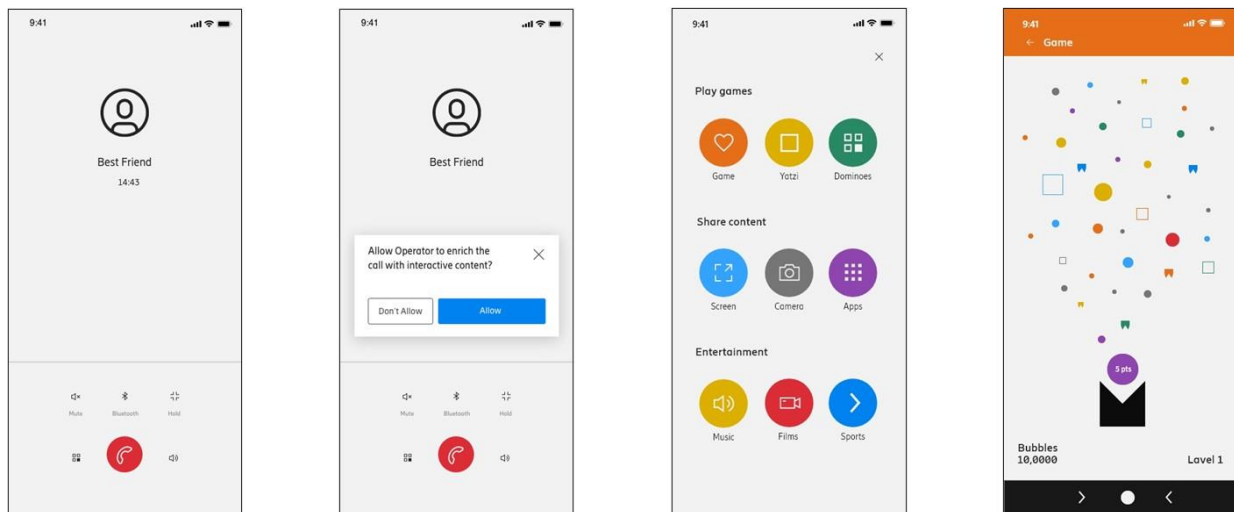 9:41
Best Friend
14:43
Mute Bluetooth Hold
9:41
Best Friend
Allow Operator to enrich the
call with interactive content?
Don't Allow Allow
Mute Bluetooth Hold
9:41
Play games
Game Yatzi Dominoes
Share content
Screen Camera Apps
Entertainment
Music Films Sports
9:41
Game
5 pts
Bubbles
10,0000 Lavel 1